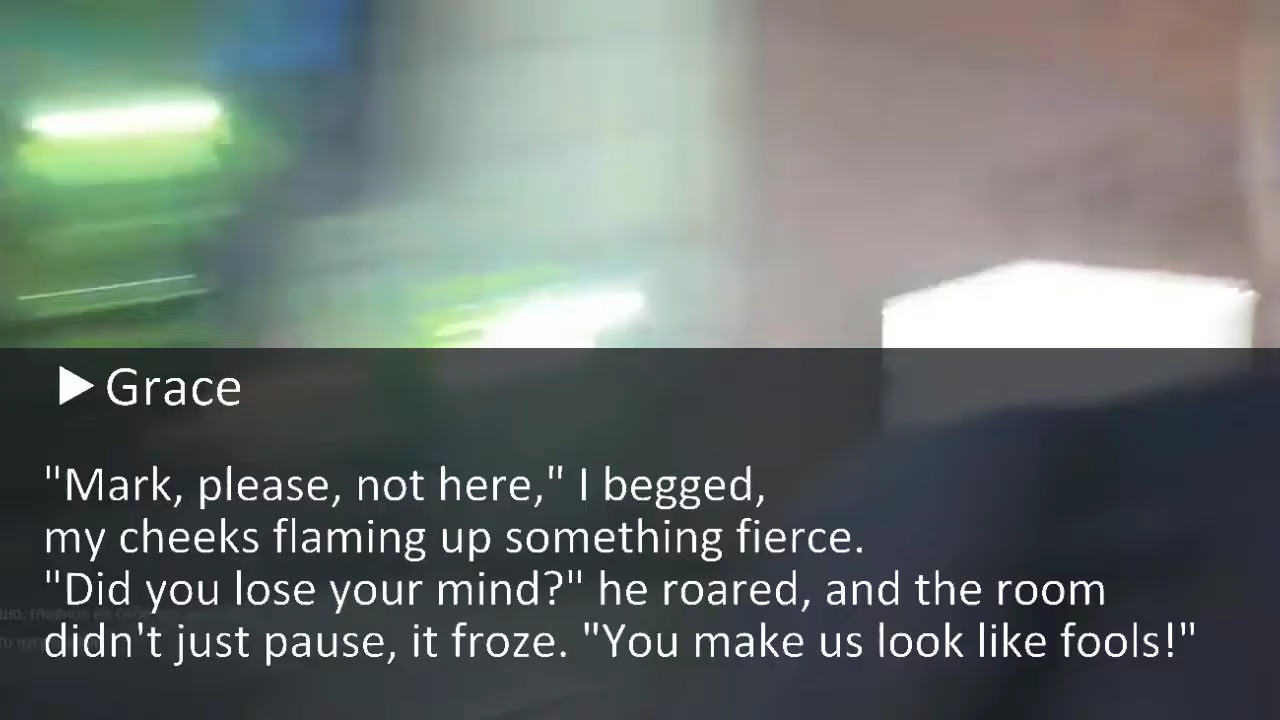 Grace
"Mark, please, not here," I begged,
my cheeks flaming up something fierce.
"Did you lose your mind?" he roared, and the room
didn't just pause, it froze. "You make us look like fools!"